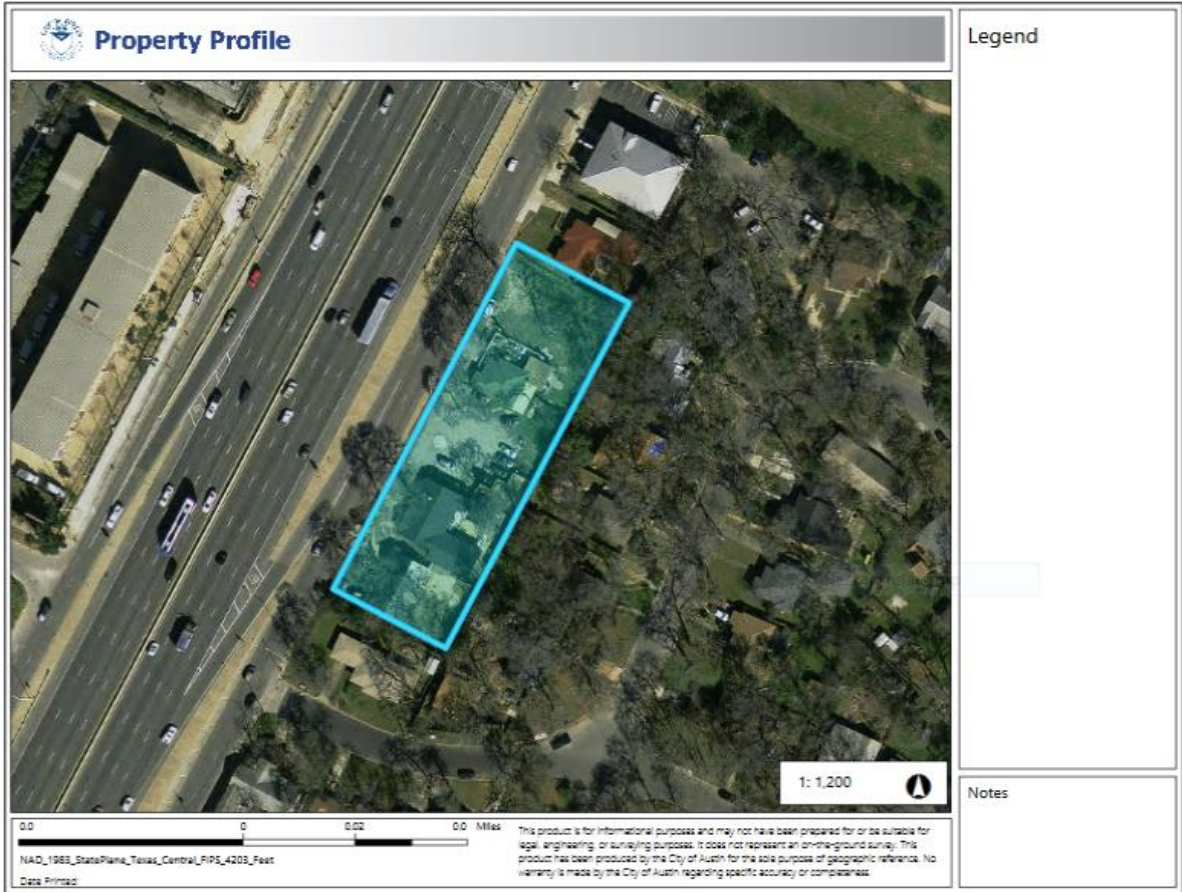 Property Profile
Legend
1: 1,200
Notes
0.0 0 0.02 0.0 Miles
NAD_1983_StatePlane_Texas_Central_FIPS_4203_Feet
Date Printed:
This product is for informational purposes and may not have been prepared for or be suitable for
legal, engineering, or surveying purposes. It does not represent an on-the-ground survey. This
product has been produced by the City of Austin for the sole purpose of geographic reference. No
warranty is made by the City of Austin regarding specific accuracy or completeness.